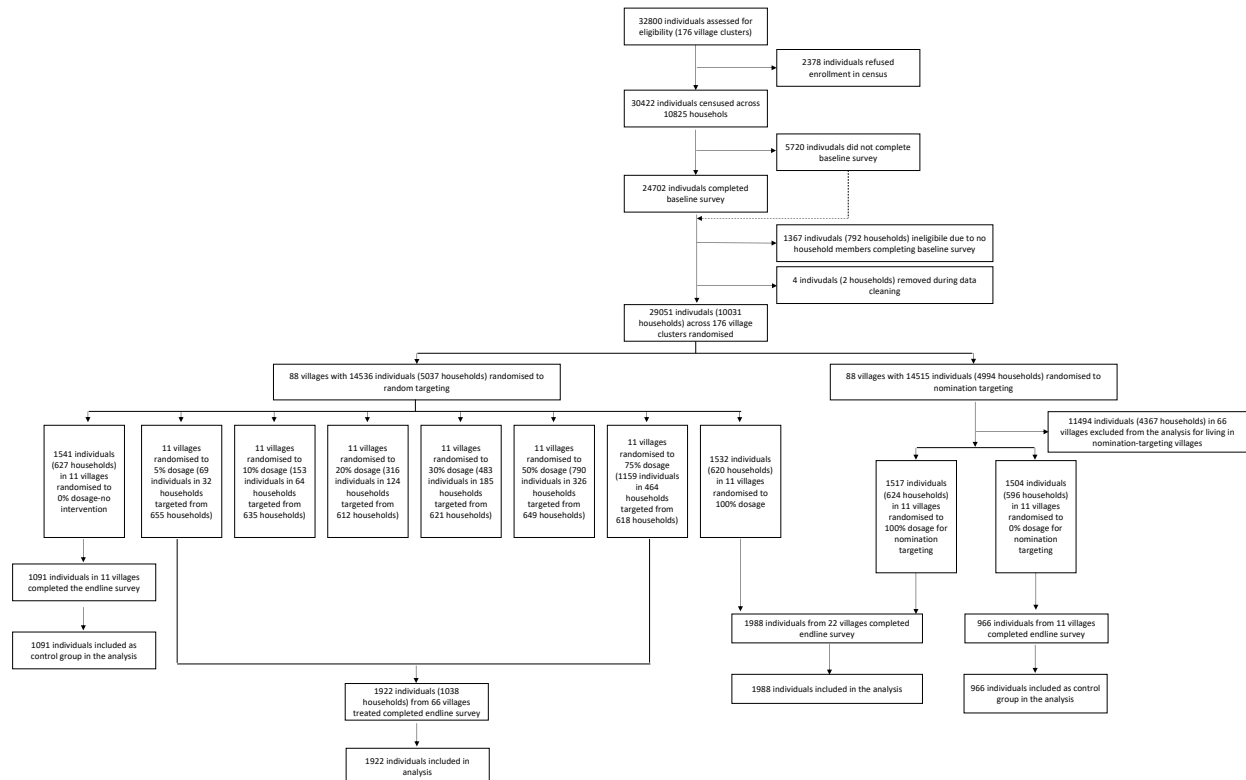 32800 individuals assessed for
eligibility (176 village clusters)
2378 individuals refused
enrollment in census
30422 individuals censused across
10825 househols
5720 indivudals did not complete
baseline survey
24702 indivudals completed
baseline survey
1367 indivudals (792 households) ineligibile due to no
household members completing baseline survey
4 indivudals (2 households) removed during data
cleaning
29051 indivudals (10031
households) across 176 village
clusters randomised
88 villages with 14536 individuals (5037 households) randomised to
random targeting
88 villages with 14515 individuals (4994 households) randomised to
nomination targeting
11494 individuals (4367 households) in 66
villages excluded from the analysis for living in
nomination-targeting villages
1541 individuals
(627 households)
in 11 villages
randomised to
0% dosage-no
intervention
11 villages
randomised to
5% dosage (69
individuals in 32
households
targeted from
655 households)
11 villages
randomised to
10% dosage (153
individuals in 64
households
targeted from
635 households)
11 villages
randomised to
20% dosage (316
individuals in 124
households
targeted from
612 households)
11 villages
randomised to
30% dosage (483
individuals in 185
households
targeted from
621 households)
11 villages
randomised to
50% dosage (790
individuals in 326
households
targeted from
649 households)
11 villages
randomised to
75% dosage
(1159 individuals
in 464
households
targeted from
618 households)
1532 individuals
(620 households)
in 11 villages
randomised to
100% dosage
1517 individuals
(624 households)
in 11 villages
randomised to
100% dosage for
nomination
targeting
1504 individuals
(596 households)
in 11 villages
randomised to
0% dosage for
nomination
targeting
1091 individuals in 11 villages
completed the endline survey
1988 individuals from 22 villages completed
endline survey
966 individuals from 11 villages
completed endline survey
1091 individuals included as
control group in the analysis
1988 individuals included in the analysis
966 individuals included as control
group in the analysis
1922 individuals (1038
households) from 66 villages
treated completed endline survey
1922 individuals included in
analysis